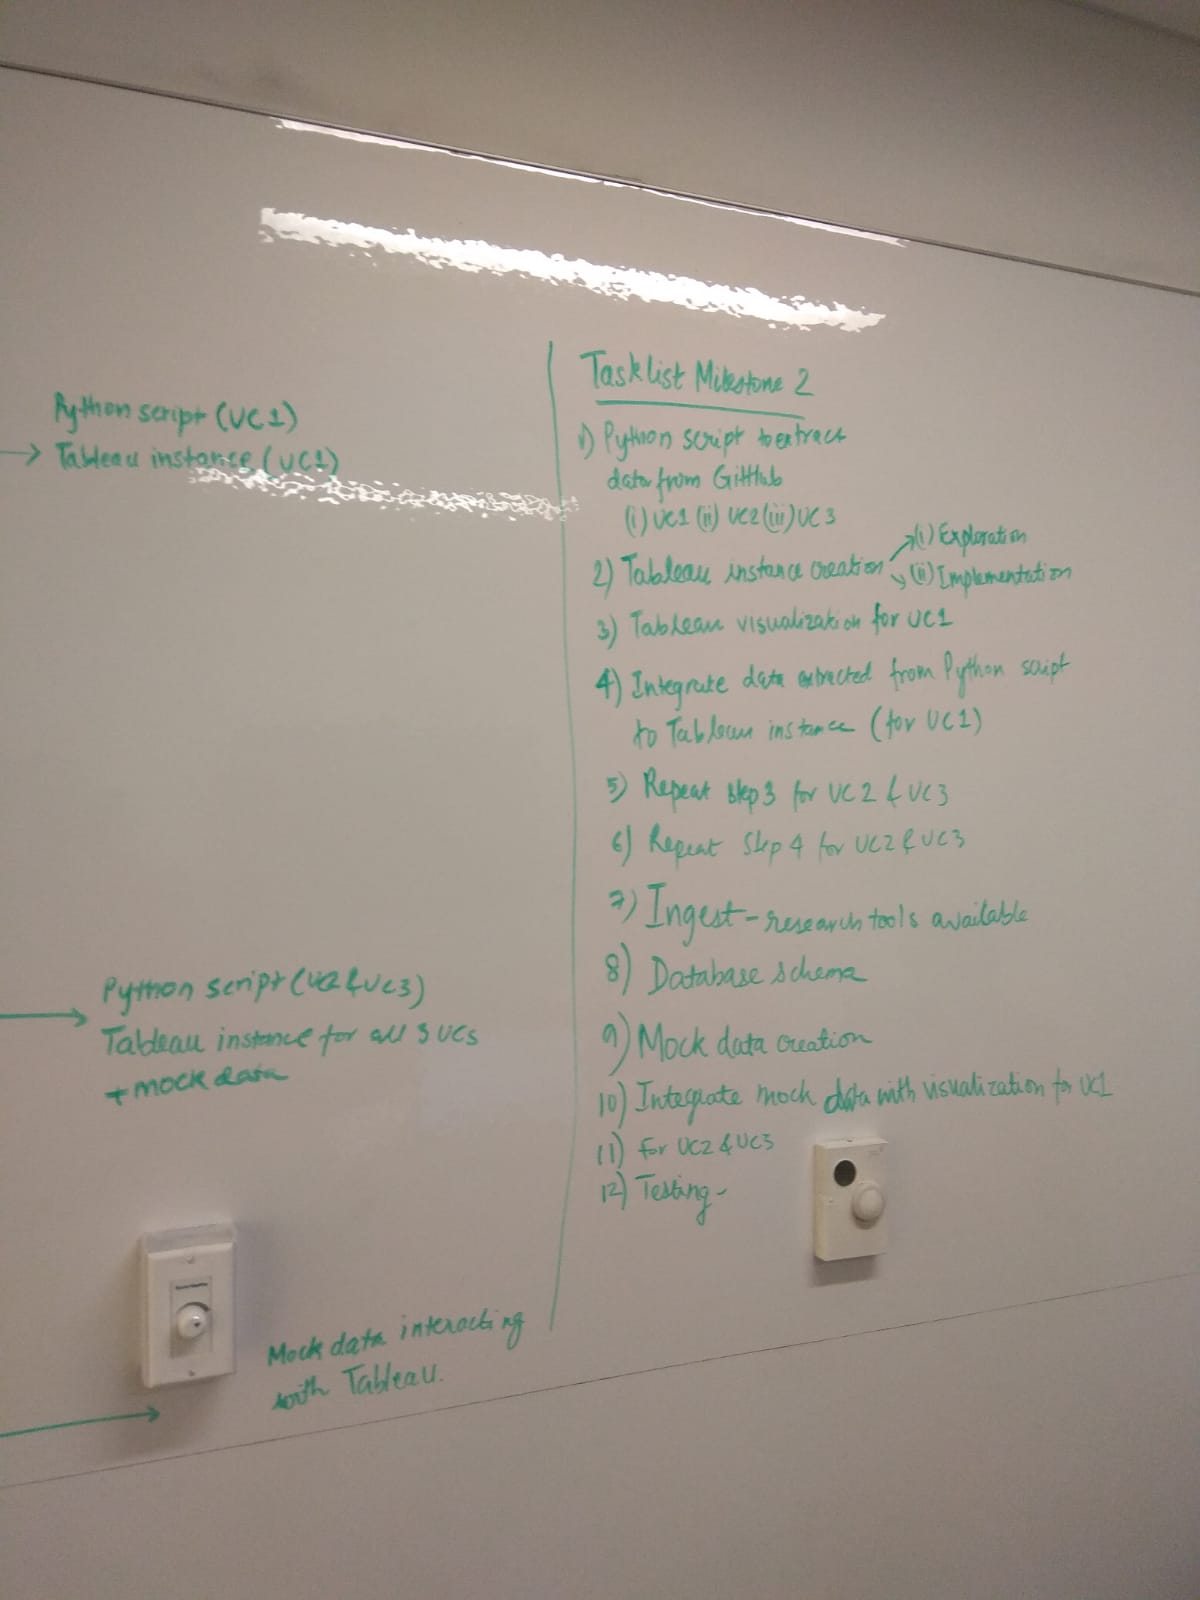 Python script (UC1)
→ Tableau instance (UC1)
Python script (UC2 & UC3)
Tableau instance for all 3 UCs
+ mock data
Mock data interacting
with Tableau.
Tasklist Milestone 2
1) Python script to extract
data from GitHub
(i) UC1 (ii) UC2 (iii) UC3
2) Tableau instance creation
(i) Exploration
(ii) Implementation
3) Tableau visualization for UC1
4) Integrate data extracted from Python script
to Tableau instance (for UC1)
5) Repeat step 3 for UC2 & UC3
6) Repeat Step 4 for UC2 & UC3
7) Ingest - research tools available
8) Database schema
9) Mock data creation
10) Integrate mock data with visualization for UC1
11) for UC2 & UC3
12) Testing -